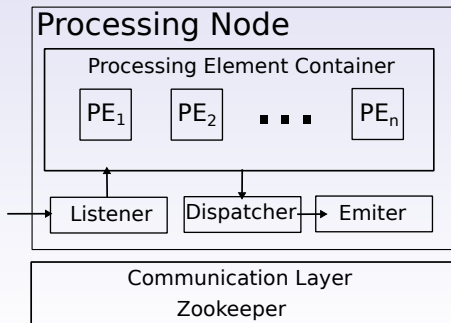 Processing Node
Processing Element Container
PE1 PE2 ... PEn
Listener Dispatcher Emiter
Communication Layer
Zookeeper